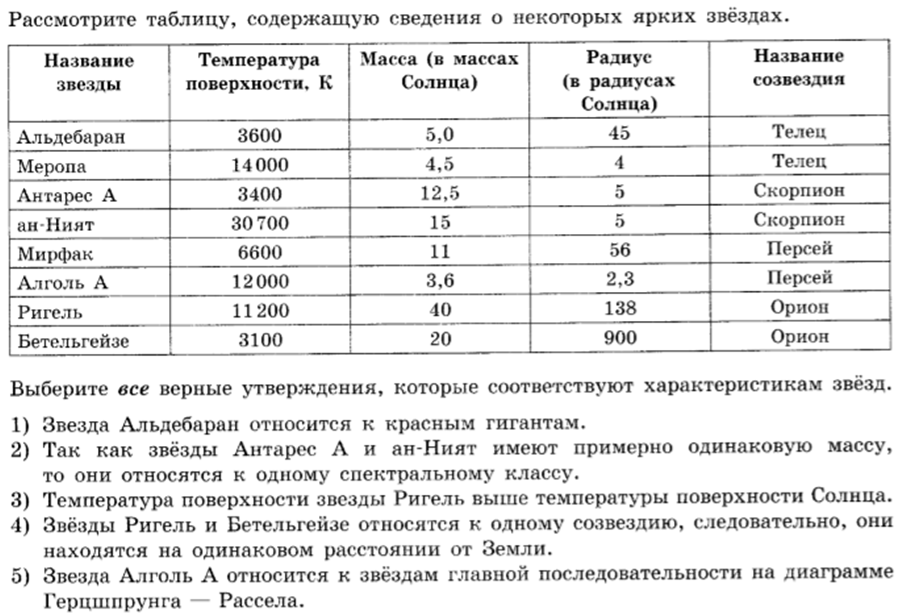 Рассмотрите таблицу, содержащую сведения о некоторых ярких звёздах.
Название звезды | Температура поверхности, К | Масса (в массах Солнца) | Радиус (в радиусах Солнца) | Название созвездия
Альдебаран | 3600 | 5,0 | 45 | Телец
Меропа | 14 000 | 4,5 | 4 | Телец
Антарес А | 3400 | 12,5 | 5 | Скорпион
ан-Ният | 30 700 | 15 | 5 | Скорпион
Мирфак | 6600 | 11 | 56 | Персей
Алголь А | 12 000 | 3,6 | 2,3 | Персей
Ригель | 11 200 | 40 | 138 | Орион
Бетельгейзе | 3100 | 20 | 900 | Орион
Выберите все верные утверждения, которые соответствуют характеристикам звёзд.
1) Звезда Альдебаран относится к красным гигантам.
2) Так как звёзды Антарес А и ан-Ният имеют примерно одинаковую массу,
то они относятся к одному спектральному классу.
3) Температура поверхности звезды Ригель выше температуры поверхности Солнца.
4) Звёзды Ригель и Бетельгейзе относятся к одному созвездию, следовательно, они
находятся на одинаковом расстоянии от Земли.
5) Звезда Алголь А относится к звёздам главной последовательности на диаграмме
Герцшпрунга — Рассела.